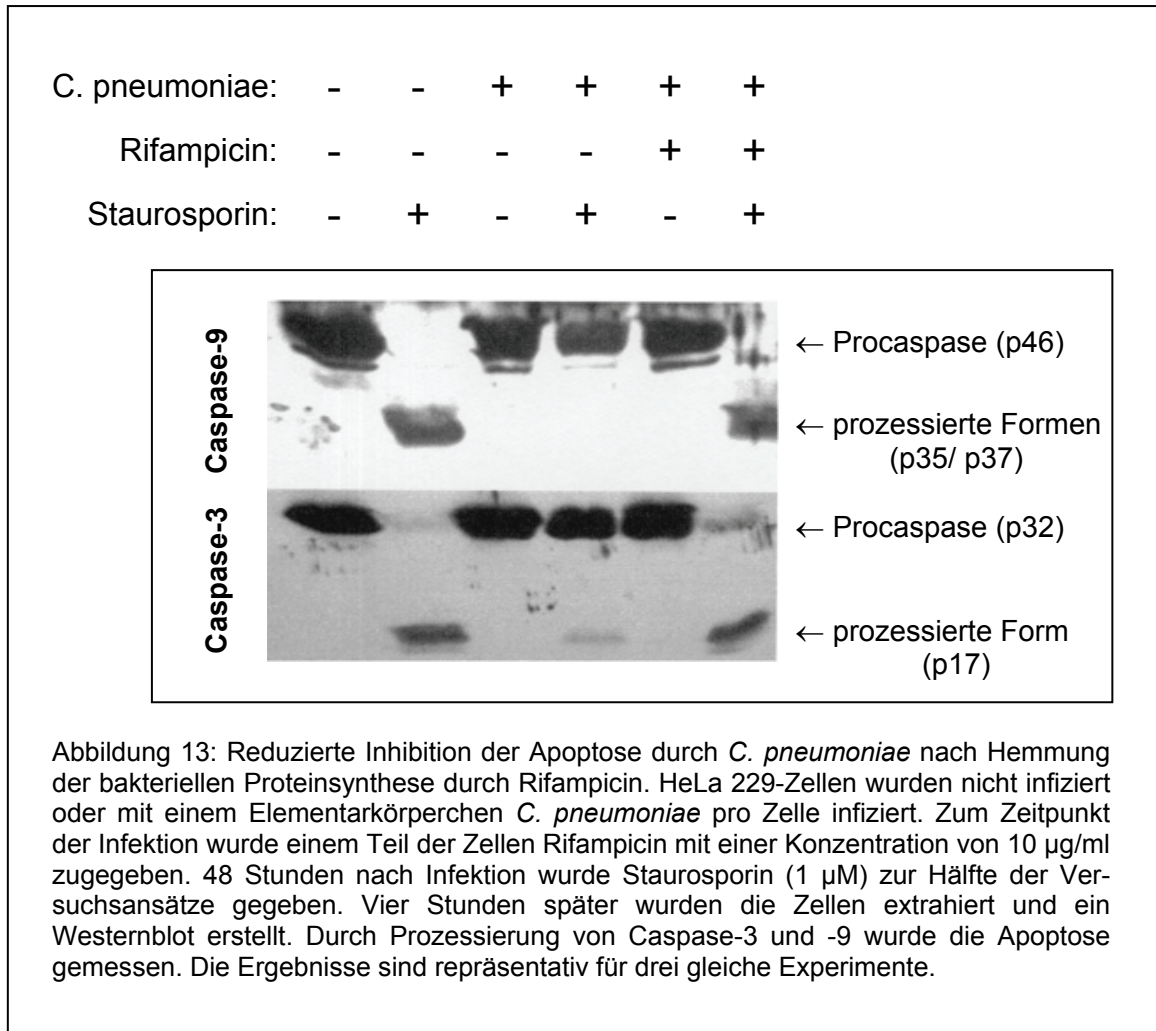 C. pneumoniae: - - + + + +
Rifampicin: - - - - + +
Staurosporin: - + - + - +
Caspase-9
← Procaspase (p46)
← prozessierte Formen
(p35/ p37)
Caspase-3
← Procaspase (p32)
← prozessierte Form
(p17)
Abbildung 13: Reduzierte Inhibition der Apoptose durch C. pneumoniae nach Hemmung
der bakteriellen Proteinsynthese durch Rifampicin. HeLa 229-Zellen wurden nicht infiziert
oder mit einem Elementarkörperchen C. pneumoniae pro Zelle infiziert. Zum Zeitpunkt
der Infektion wurde einem Teil der Zellen Rifampicin mit einer Konzentration von 10 µg/ml
zugegeben. 48 Stunden nach Infektion wurde Staurosporin (1 µM) zur Hälfte der Ver-
suchsansätze gegeben. Vier Stunden später wurden die Zellen extrahiert und ein
Westernblot erstellt. Durch Prozessierung von Caspase-3 und -9 wurde die Apoptose
gemessen. Die Ergebnisse sind repräsentativ für drei gleiche Experimente.